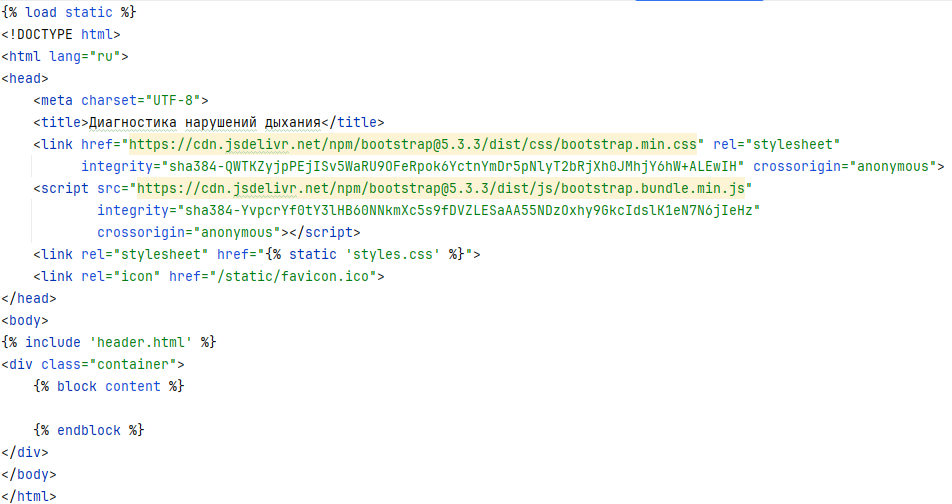 {% load static %}
<!DOCTYPE html>
<html lang="ru">
<head>
    <meta charset="UTF-8">
    <title>Диагностика нарушений дыхания</title>
    <link href="https://cdn.jsdelivr.net/npm/bootstrap@5.3.3/dist/css/bootstrap.min.css" rel="stylesheet"
          integrity="sha384-QWTKZyjpPEjISv5WaRU9OFeRpok6YctnYmDr5pNlyT2bRjXh0JMhjY6hW+ALEwIH" crossorigin="anonymous">
    <script src="https://cdn.jsdelivr.net/npm/bootstrap@5.3.3/dist/js/bootstrap.bundle.min.js"
            integrity="sha384-YvpcrYf0tY3lHB60NNkmXc5s9fDVZLESaAA55NDzOxhy9GkcIdslK1eN7N6jIeHz"
            crossorigin="anonymous"></script>
    <link rel="stylesheet" href="{% static 'styles.css' %}">
    <link rel="icon" href="/static/favicon.ico">
</head>
<body>
{% include 'header.html' %}
<div class="container">
    {% block content %}
    {% endblock %}
</div>
</body>
</html>